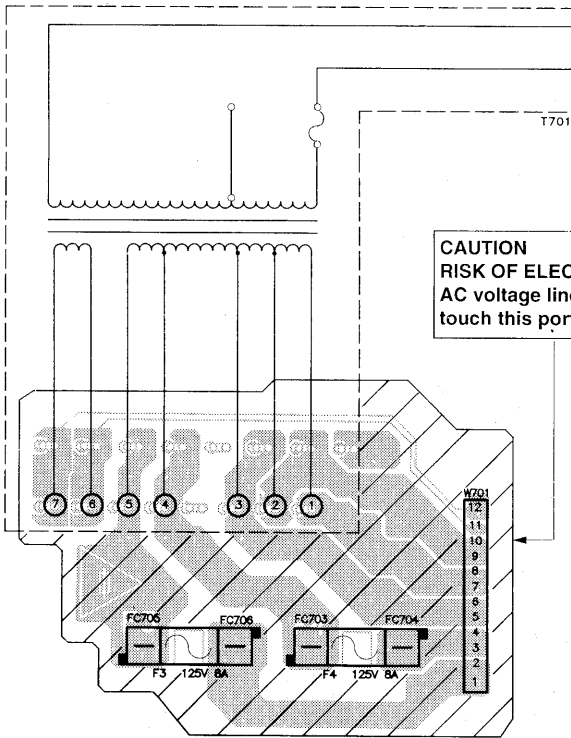 T701
CAUTION
RISK OF ELEC
AC voltage line
touch this por
7 6 5 4 3 2 1
W701
12
11
10
9
8
7
6
5
4
3
2
1
FC705 FC706 FC703 FC704
F3 125V 8A F4 125V 8A